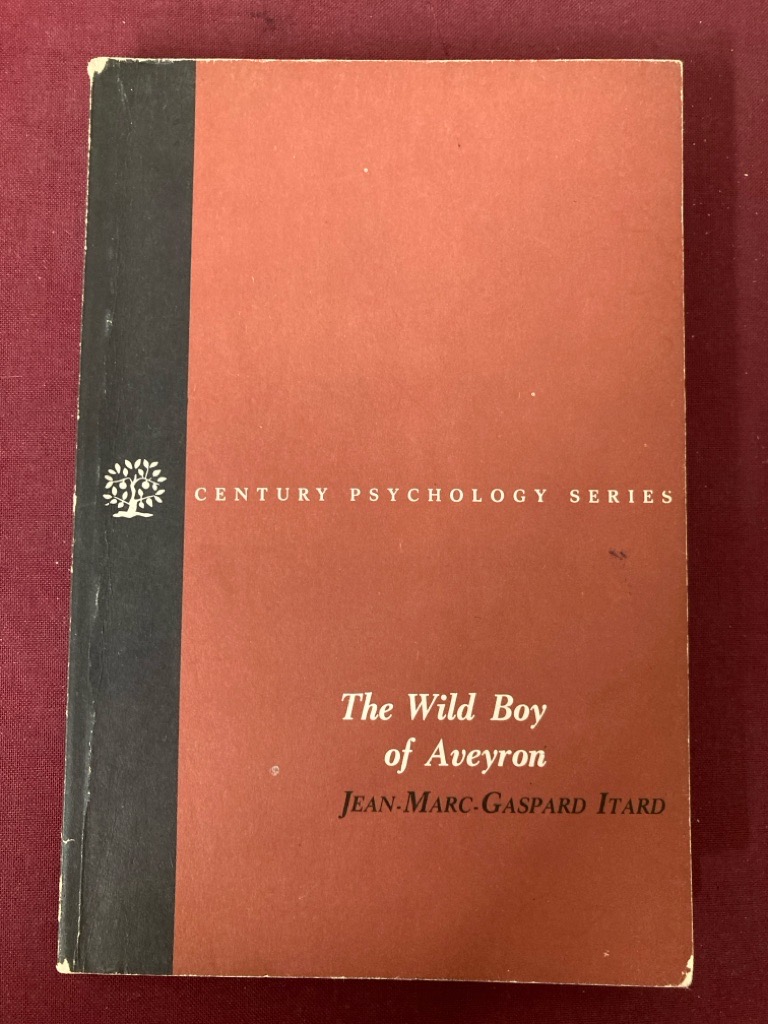 CENTURY PSYCHOLOGY SERIES
The Wild Boy
of Aveyron
JEAN-MARC-GASPARD ITARD